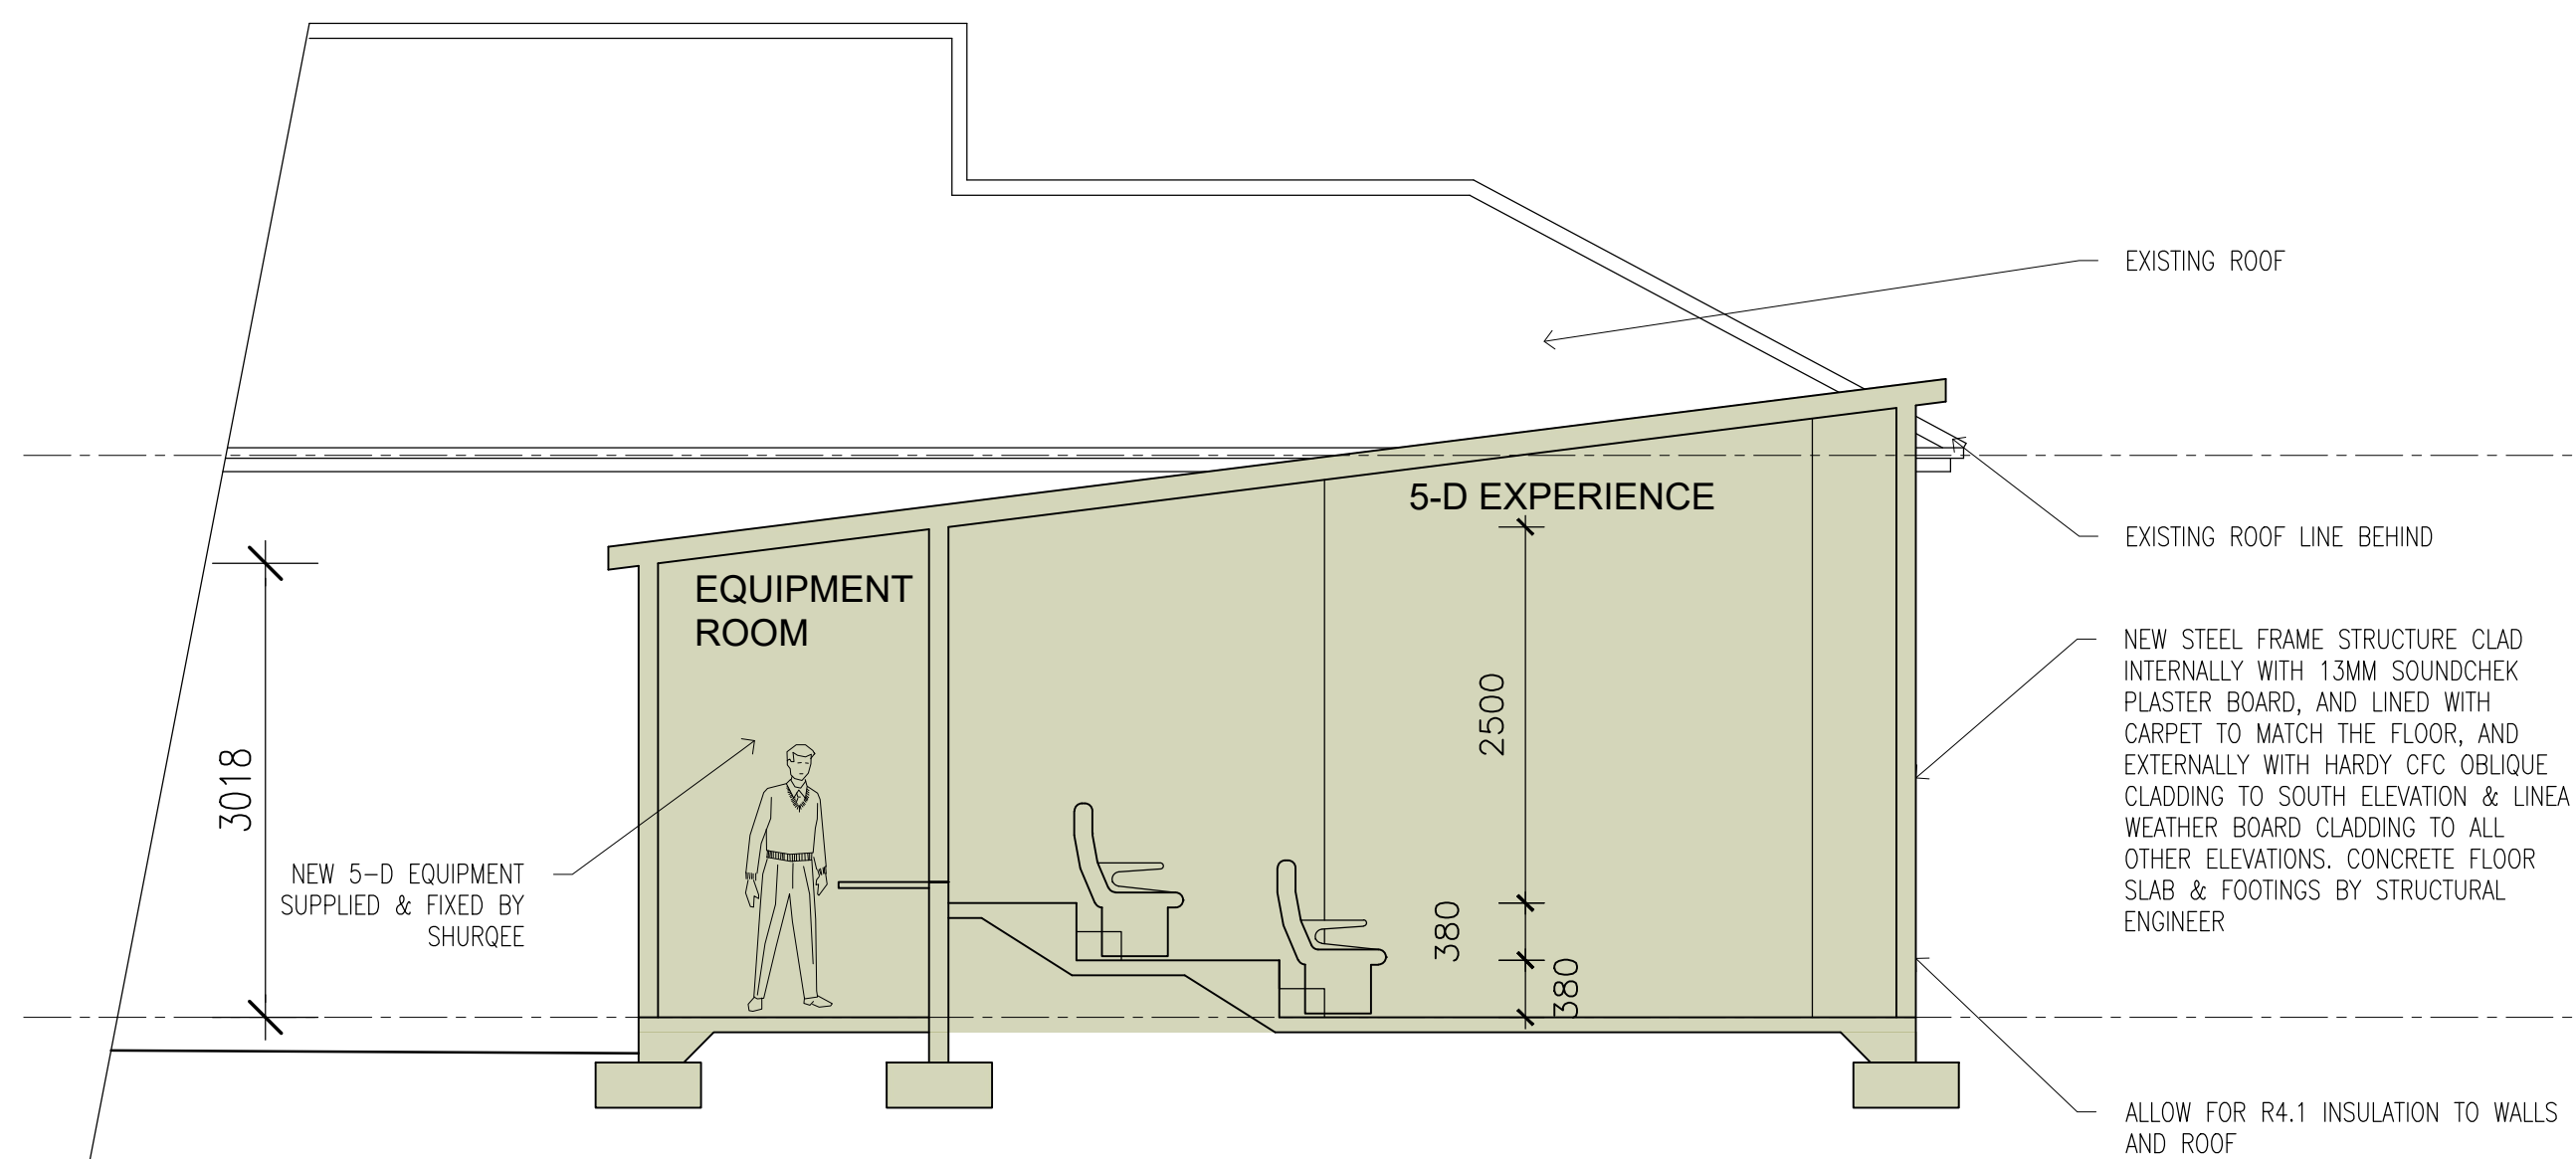 EXISTING ROOF
5-D EXPERIENCE
EXISTING ROOF LINE BEHIND
EQUIPMENT
ROOM
NEW STEEL FRAME STRUCTURE CLAD
INTERNALLY WITH 13MM SOUNDCHEK
PLASTER BOARD, AND LINED WITH
CARPET TO MATCH THE FLOOR, AND
EXTERNALLY WITH HARDY CFC OBLIQUE
CLADDING TO SOUTH ELEVATION & LINEA
WEATHER BOARD CLADDING TO ALL
OTHER ELEVATIONS. CONCRETE FLOOR
SLAB & FOOTINGS BY STRUCTURAL
ENGINEER
2500
3018
NEW 5-D EQUIPMENT
SUPPLIED & FIXED BY
SHURQEE
380
380
ALLOW FOR R4.1 INSULATION TO WALLS
AND ROOF